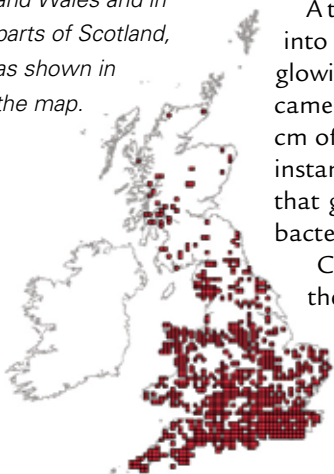 and Wales and in
parts of Scotland,
as shown in
the map.
A t
into
glowi
came
cm of
instan
that g
bacte
C
the